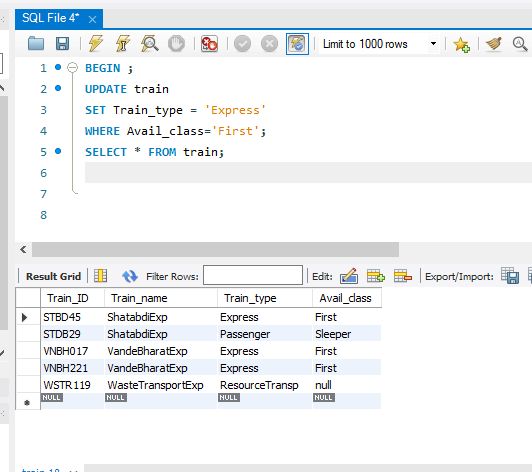 SQL File 4*
Limit to 1000 rows
1 BEGIN ;
2 UPDATE train
3 SET Train_type = 'Express'
4 WHERE Avail_class='First';
5 SELECT * FROM train;
6
7
8
Result Grid Filter Rows: Edit: Export/Import:
Train_ID Train_name Train_type Avail_class
STBD45 ShatabdiExp Express First
STDB29 ShatabdiExp Passenger Sleeper
VNBH017 VandeBharatExp Express First
VNBH221 VandeBharatExp Express First
WSTR119 WasteTransportExp ResourceTransp null
NULL NULL NULL NULL